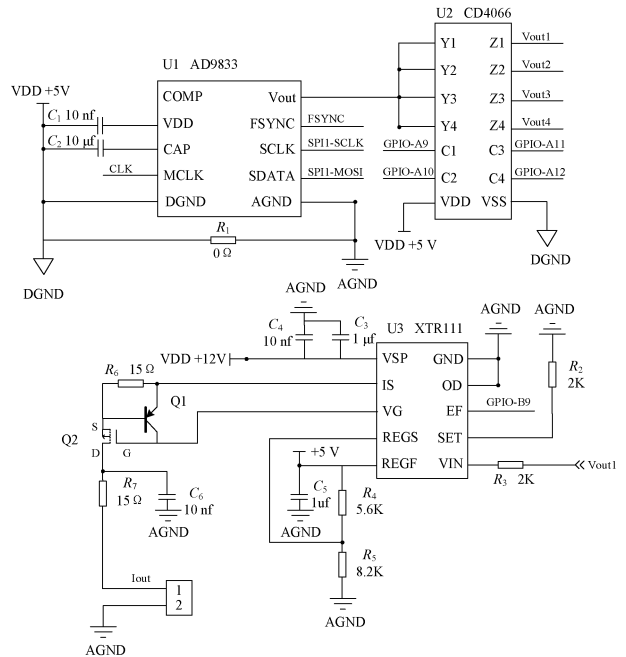 U2 CD4066
Y1 Z1 Vout1
Y2 Z2 Vout2
Y3 Z3 Vout3
Y4 Z4 Vout4
GPIO-A9 C1 C3 GPIO-A11
GPIO-A10 C2 C4 GPIO-A12
VDD VSS
VDD +5 V
DGND
U1 AD9833
VDD +5V
COMP Vout
C1 10 nf VDD FSYNC FSYNC
C2 10 μf CAP SCLK SPI1-SCLK
CLK MCLK SDATA SPI1-MOSI
DGND AGND
R1
0 Ω
DGND
AGND
AGND
C4
10 nf
C3
1 μf
U3 XTR111
AGND
AGND
VDD +12V VSP GND
R6 15 Ω IS OD
R2
2K
Q1
VG EF GPIO-B9
S
Q2
D G
REGS SET
+5 V
REGF VIN R3 2K Vout1
R7
15 Ω
C6
10 nf
AGND
C5
1uf
AGND
R4
5.6K
R5
8.2K
AGND
Iout
1
2
AGND